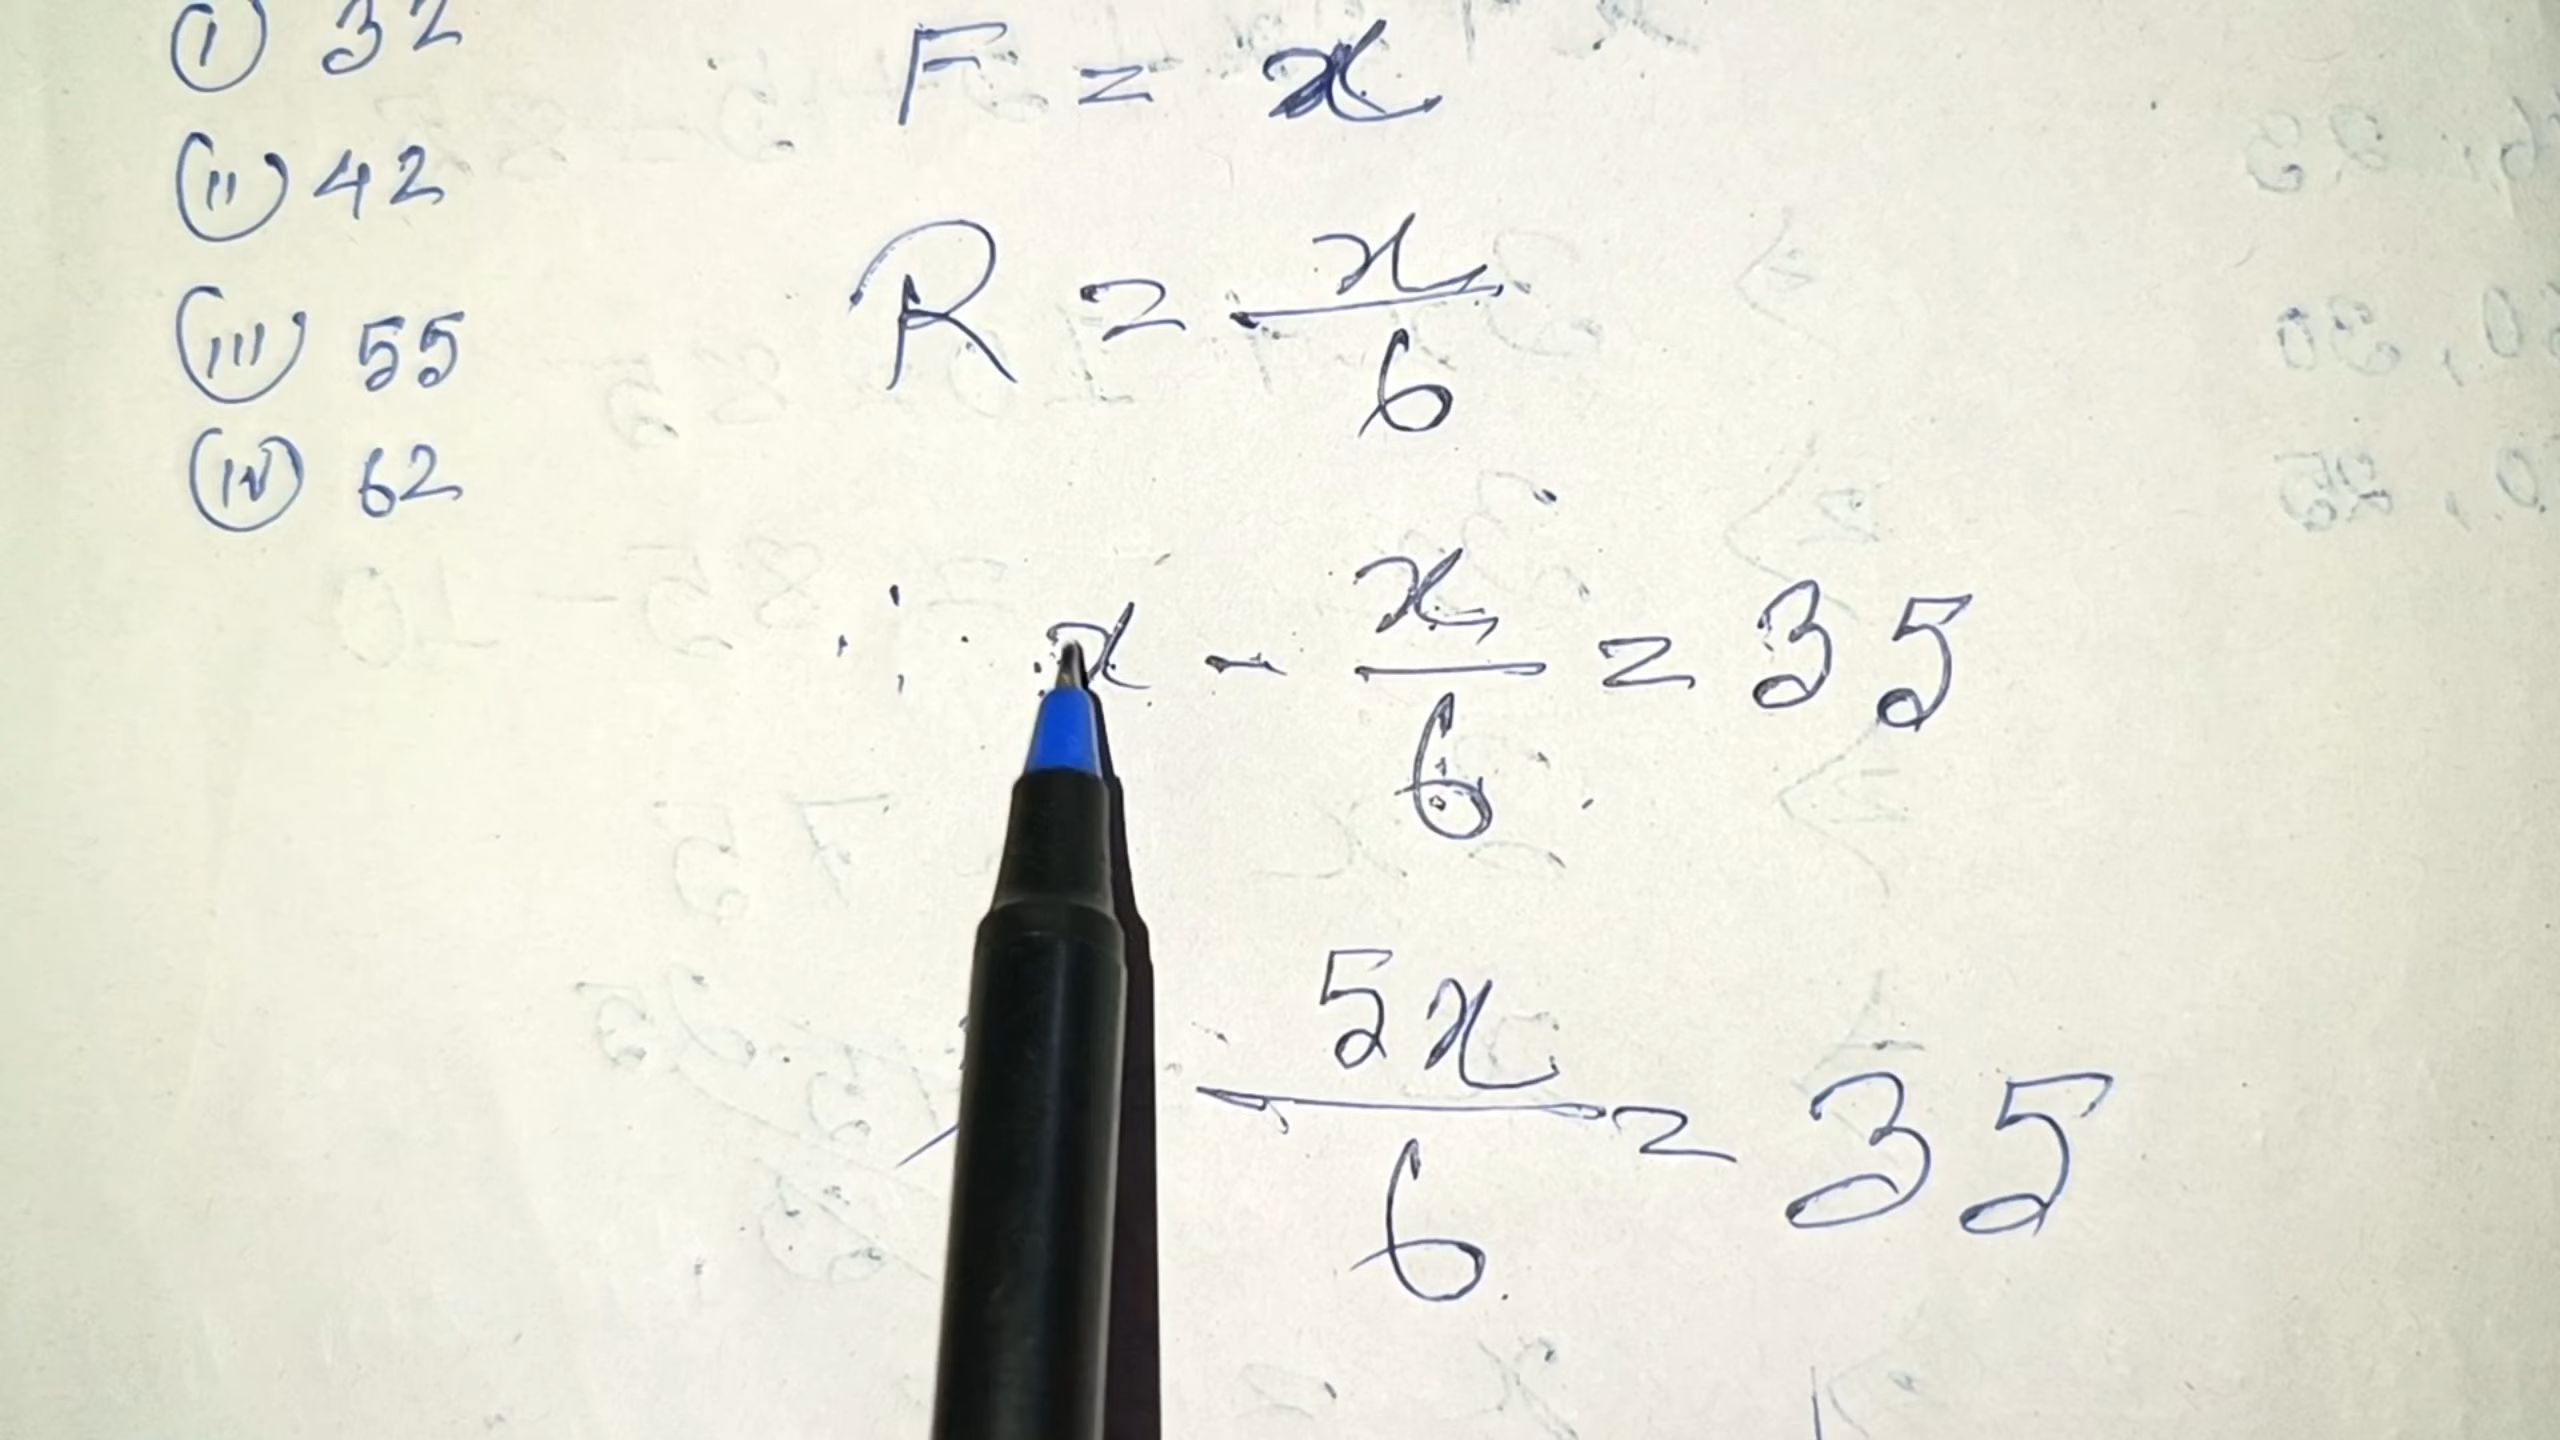 (i) 32
(ii) 42
(iii) 55
(iv) 62
F = x
R = x/6
∴ x - x/6 = 35
5x/6 = 35